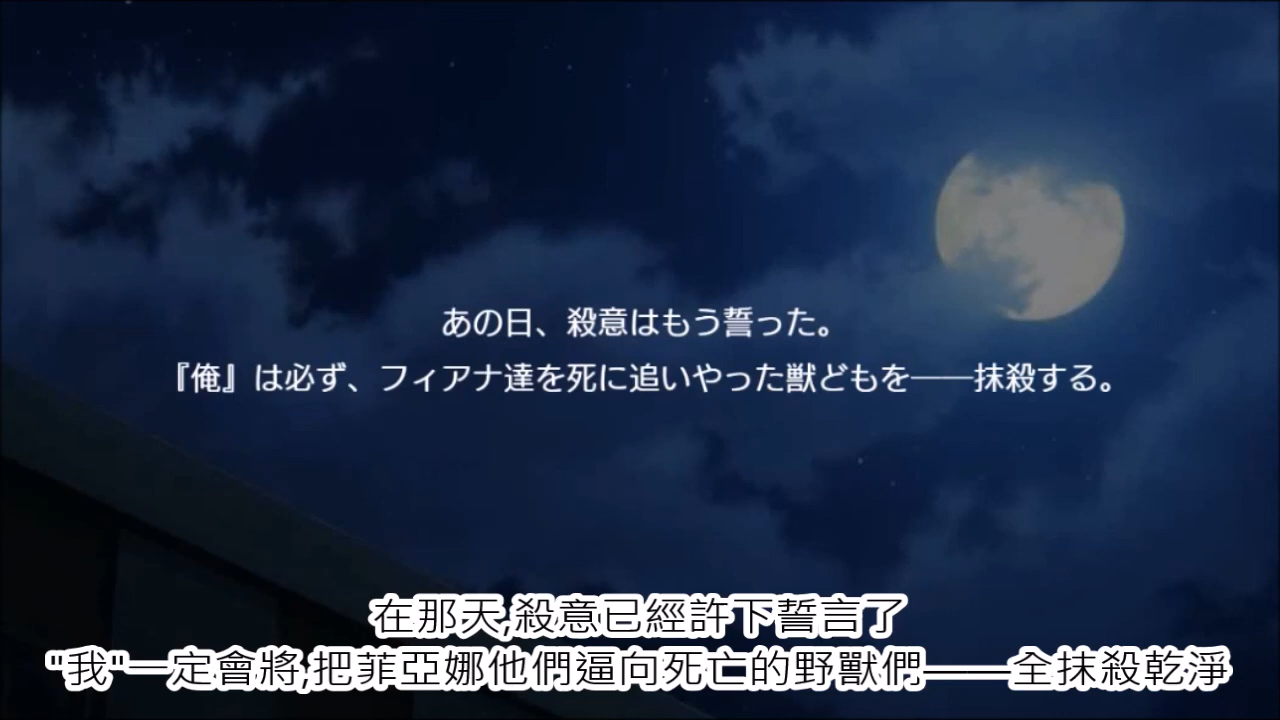 あの日、殺意はもう誓った。
『俺』は必ず、フィアナ達を死に追いやった獣どもを──抹殺する。
在那天,殺意已經許下誓言了
"我"一定會將,把菲亞娜他們逼向死亡的野獸們——全抹殺乾淨